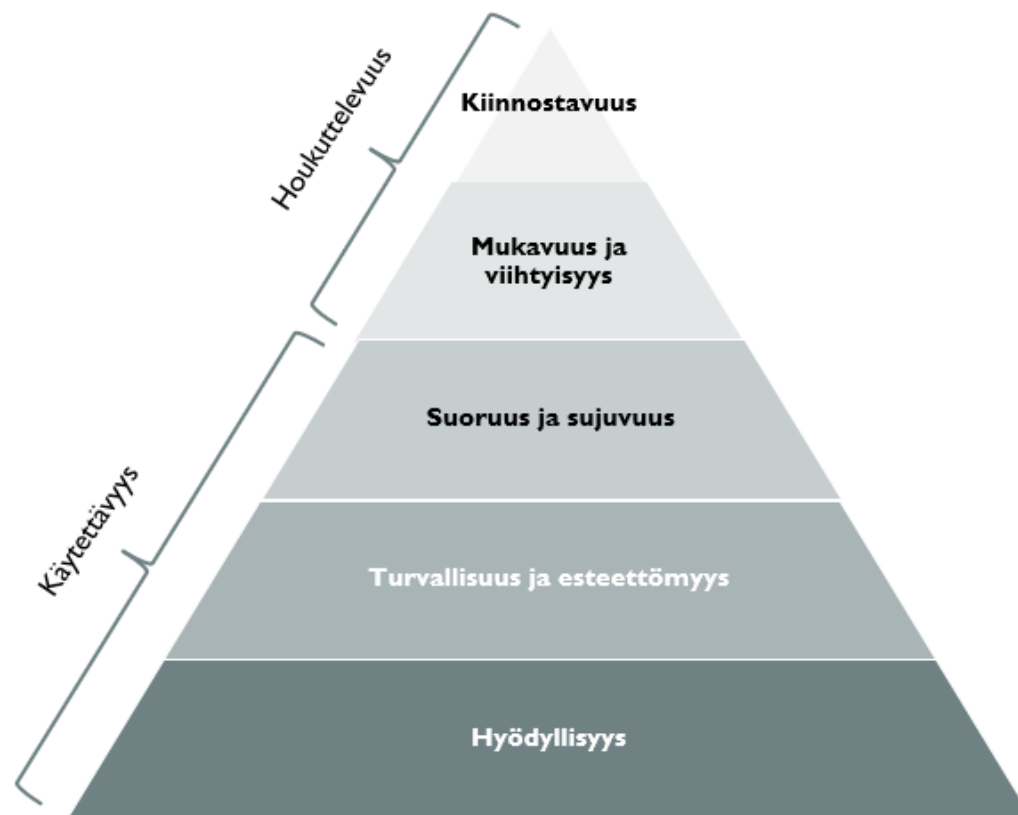 Houkuttelevuus
Kiinnostavuus
Mukavuus ja
viihtyisyys
Käytettävyys
Suoruus ja sujuvuus
Turvallisuus ja esteettömyys
Hyödyllisyys